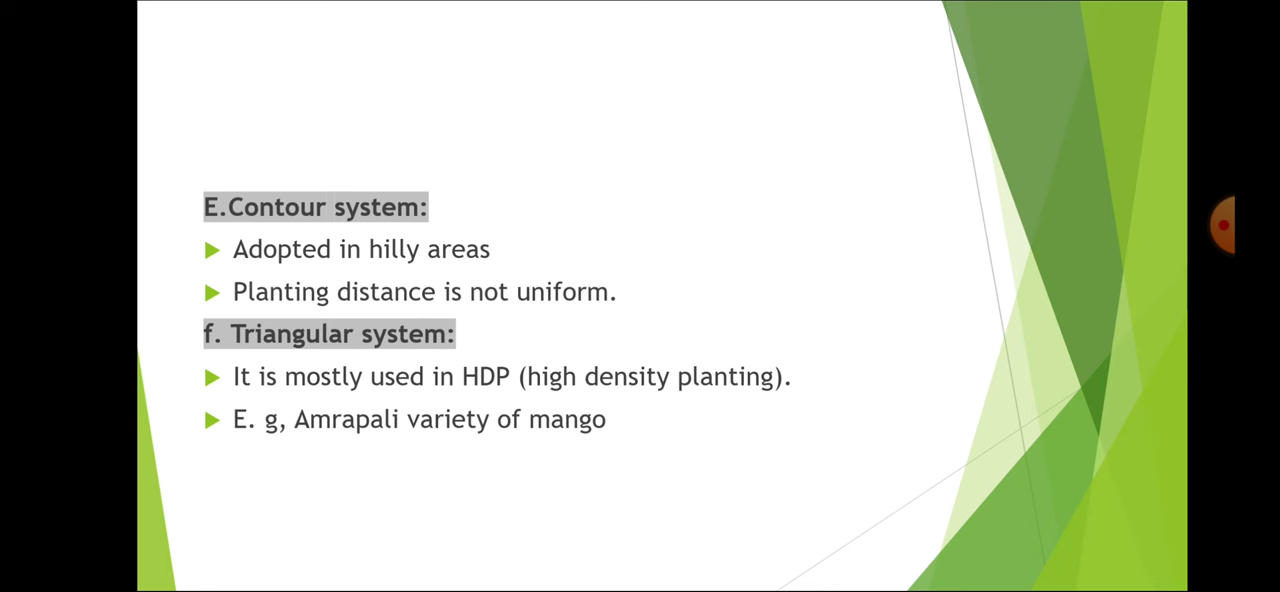 E.Contour system:
Adopted in hilly areas
Planting distance is not uniform.
f. Triangular system:
It is mostly used in HDP (high density planting).
E. g, Amrapali variety of mango